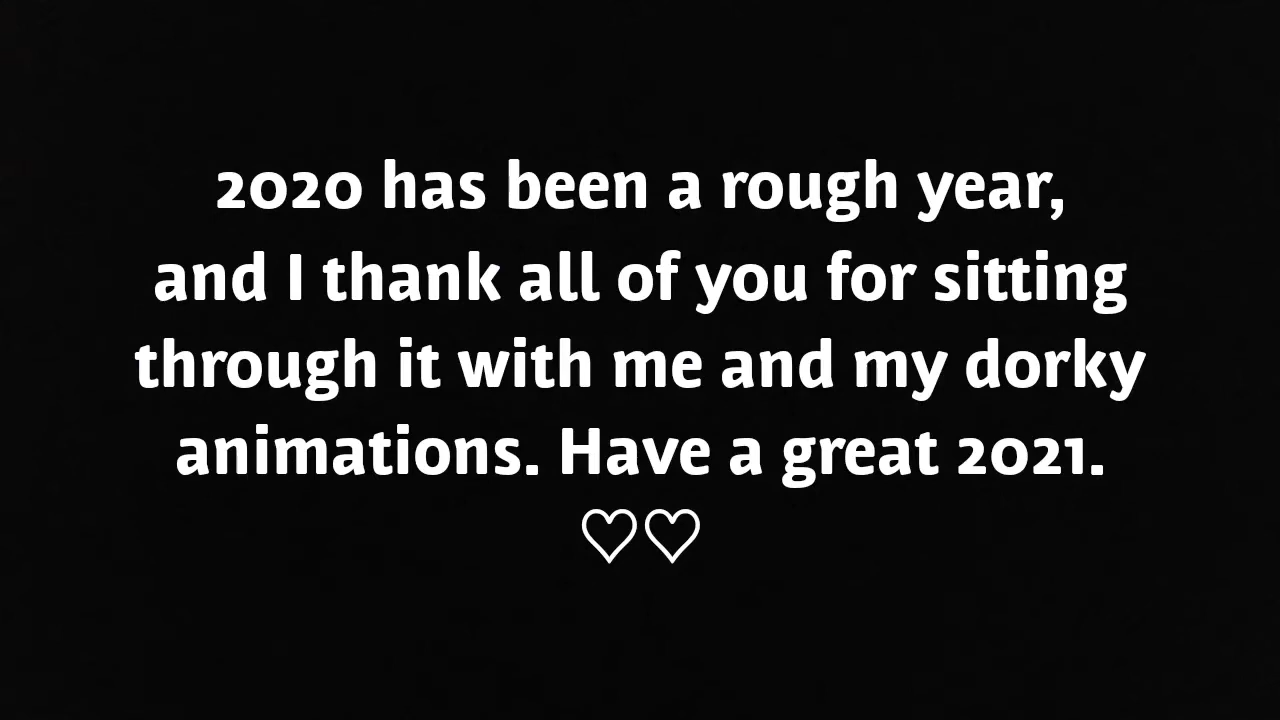 2020 has been a rough year,
and I thank all of you for sitting
through it with me and my dorky
animations. Have a great 2021.
♡♡